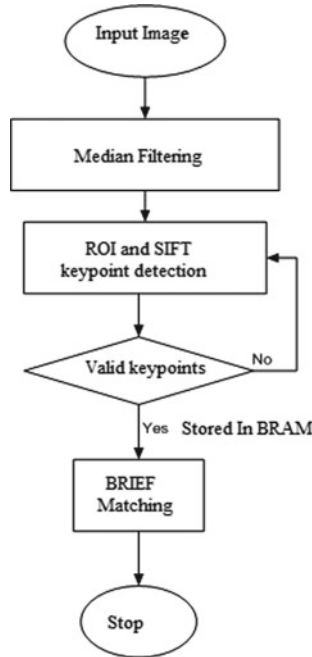 Input Image
Median Filtering
ROI and SIFT
keypoint detection
Valid keypoints
No
Yes Stored In BRAM
BRIEF
Matching
Stop